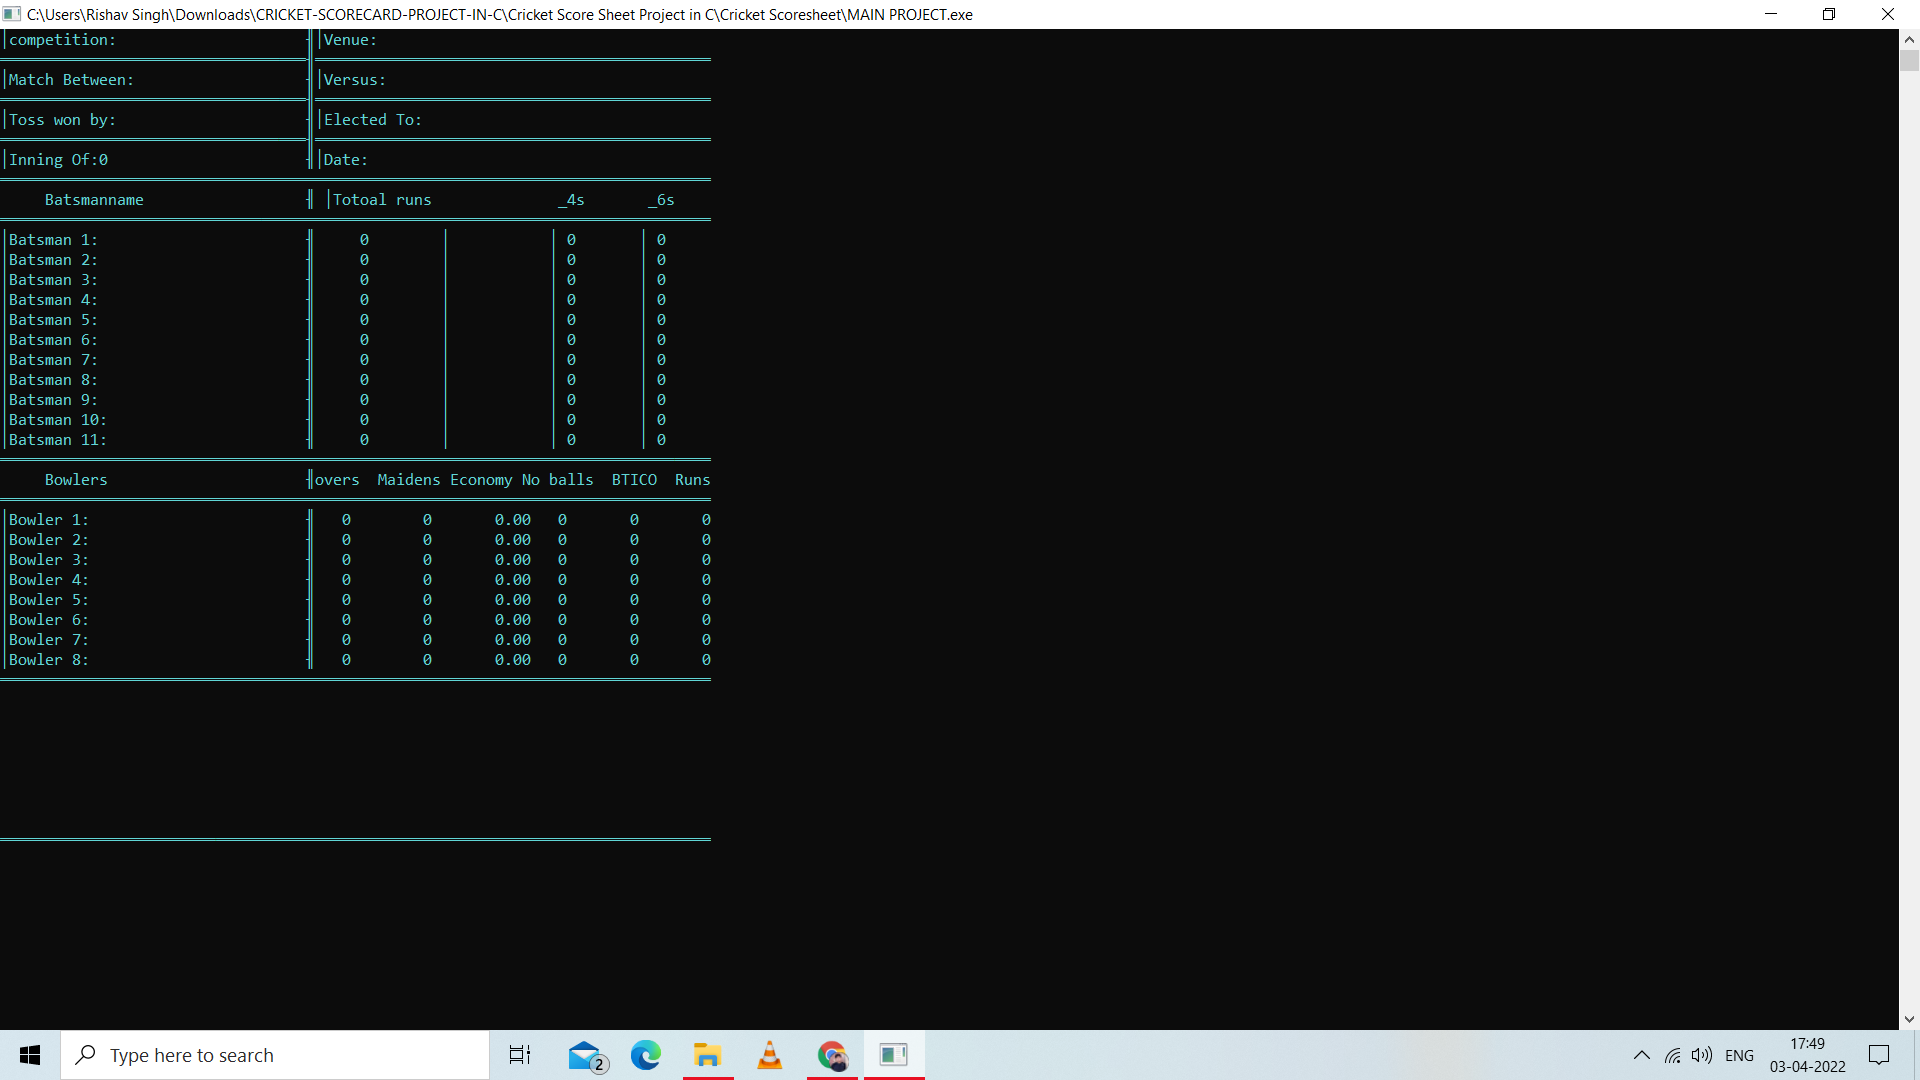 C:\Users\Rishav Singh\Downloads\CRICKET-SCORECARD-PROJECT-IN-C\Cricket Score Sheet Project in C\Cricket Scoresheet\MAIN PROJECT.exe
competition: Venue:
Match Between: Versus:
Toss won by: Elected To:
Inning Of:0 Date:
Batsmanname Totoal runs _4s _6s
Batsman 1: 0 0 0
Batsman 2: 0 0 0
Batsman 3: 0 0 0
Batsman 4: 0 0 0
Batsman 5: 0 0 0
Batsman 6: 0 0 0
Batsman 7: 0 0 0
Batsman 8: 0 0 0
Batsman 9: 0 0 0
Batsman 10: 0 0 0
Batsman 11: 0 0 0
Bowlers overs Maidens Economy No balls BTICO Runs
Bowler 1: 0 0 0.00 0 0 0
Bowler 2: 0 0 0.00 0 0 0
Bowler 3: 0 0 0.00 0 0 0
Bowler 4: 0 0 0.00 0 0 0
Bowler 5: 0 0 0.00 0 0 0
Bowler 6: 0 0 0.00 0 0 0
Bowler 7: 0 0 0.00 0 0 0
Bowler 8: 0 0 0.00 0 0 0
Type here to search 2 ENG 17:49
03-04-2022